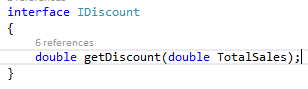 interface IDiscount
{
6 references
double getDiscount(double TotalSales);
}